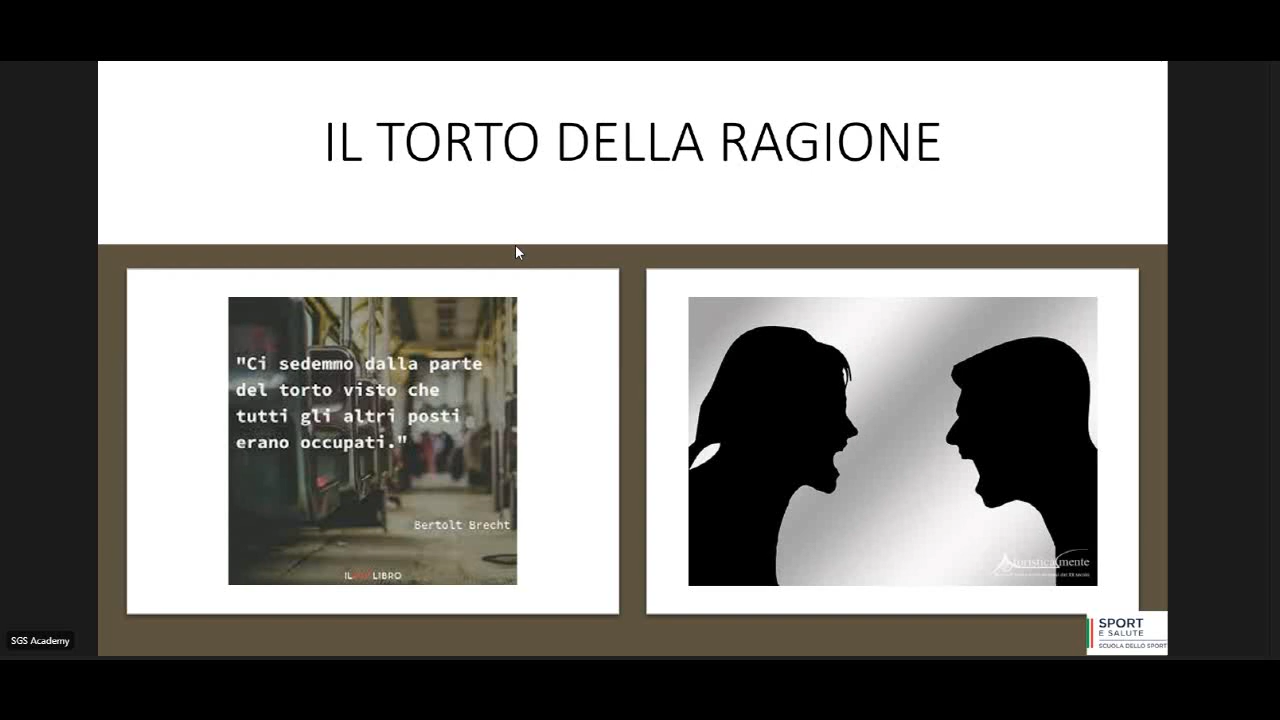 IL TORTO DELLA RAGIONE
"Ci sedemmo dalla parte
del torto visto che
tutti gli altri posti
erano occupati."
Bertolt Brecht
LIBRO
SPORT
E SALUTE
SCUOLA DELLO SPORT
SGS Academy